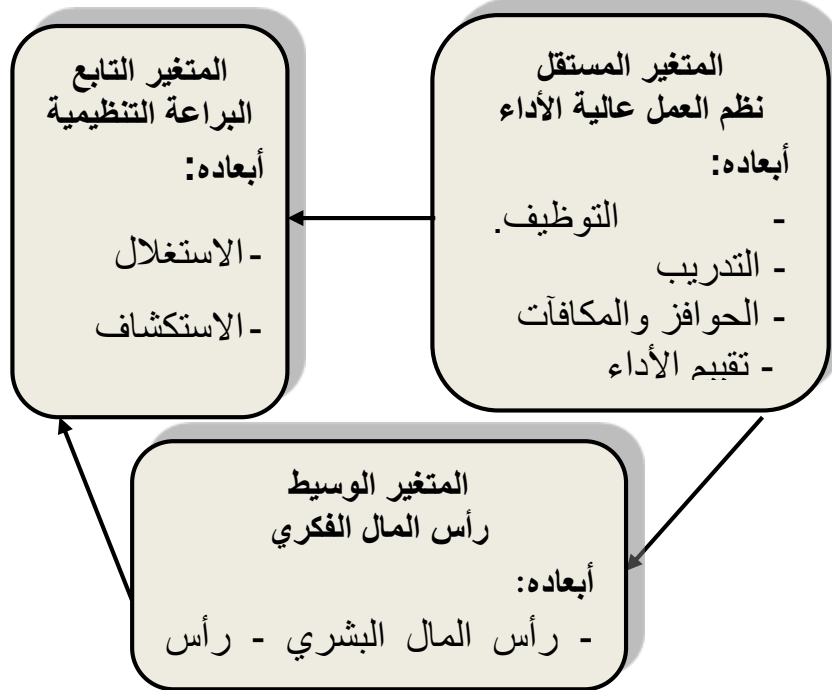 المتغير المستقل
نظم العمل عالية الأداء
أبعاده:
- التوظيف.
- التدريب
- الحوافز والمكافآت
- تقييم الأداء
المتغير التابع
البراعة التنظيمية
أبعاده:
-الاستغلال
-الاستكشاف
المتغير الوسيط
رأس المال الفكري
أبعاده:
- رأس المال البشري - رأس